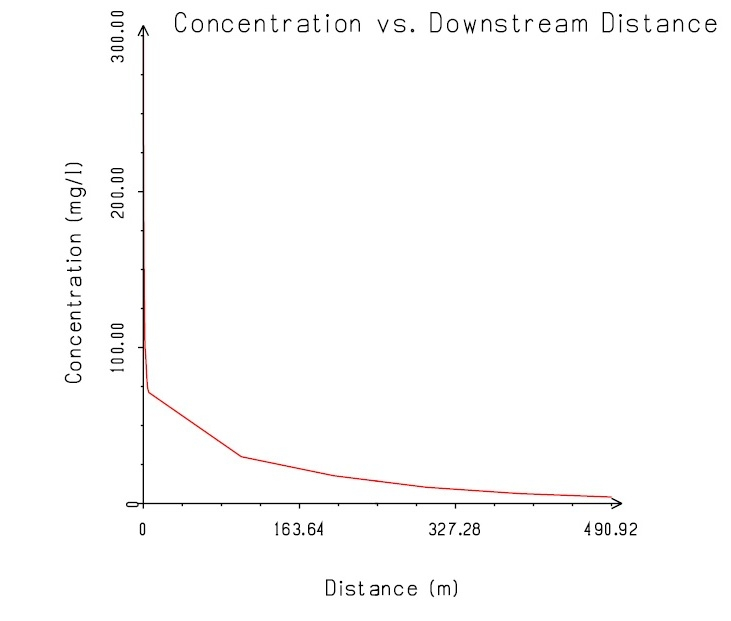 Concentration vs. Downstream Distance
300.00
200.00
100.00
0
Concentration (mg/l)
0 163.64 327.28 490.92
Distance (m)